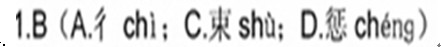 1.B（A.彳 chì；C.束 shù；D.惩 chéng）